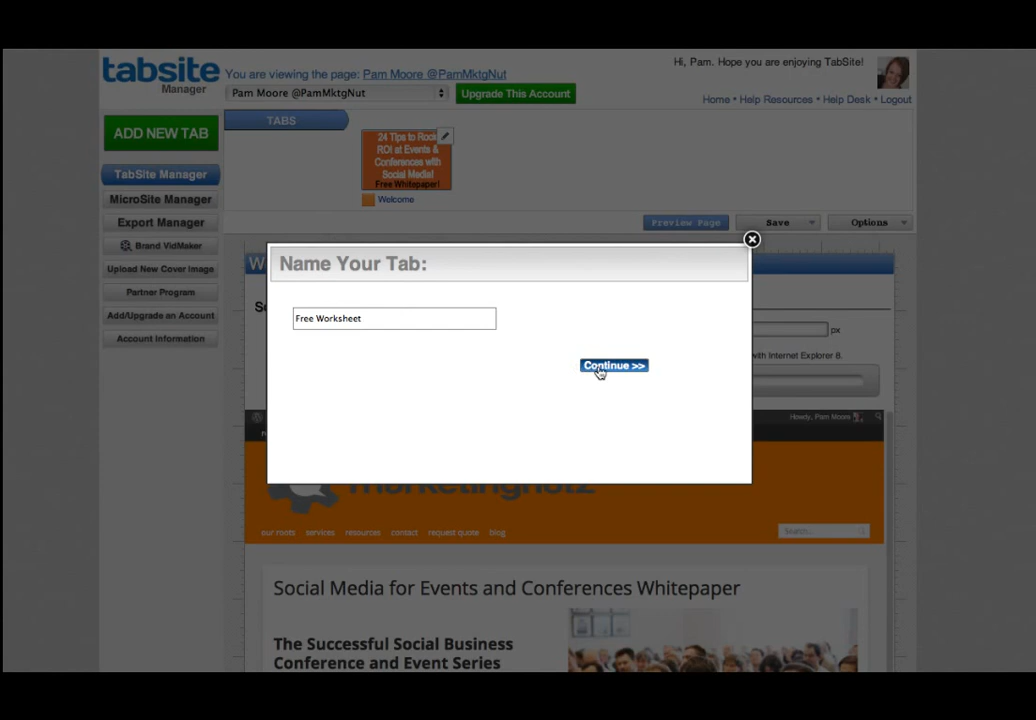 tabsite
Manager
You are viewing the page: Pam Moore @PamMktgNut
Hi, Pam. Hope you are enjoying TabSite!
Pam Moore @PamMktgNut
Upgrade This Account
Home • Help Resources • Help Desk • Logout
ADD NEW TAB
TABS
24 Tips to Rock
ROI at Events &
Conferences with
Social Media!
Free Whitepaper!
Welcome
TabSite Manager
MicroSite Manager
Export Manager
Brand VidMaker
Upload New Cover Image
Partner Program
Add/Upgrade an Account
Account Information
Preview Page
Save
Options
Name Your Tab:
Free Worksheet
Continue >>
px
with Internet Explorer 8.
Howdy, Pam Moore
our roots services resources contact request quote blog
Search...
Social Media for Events and Conferences Whitepaper
The Successful Social Business
Conference and Event Series